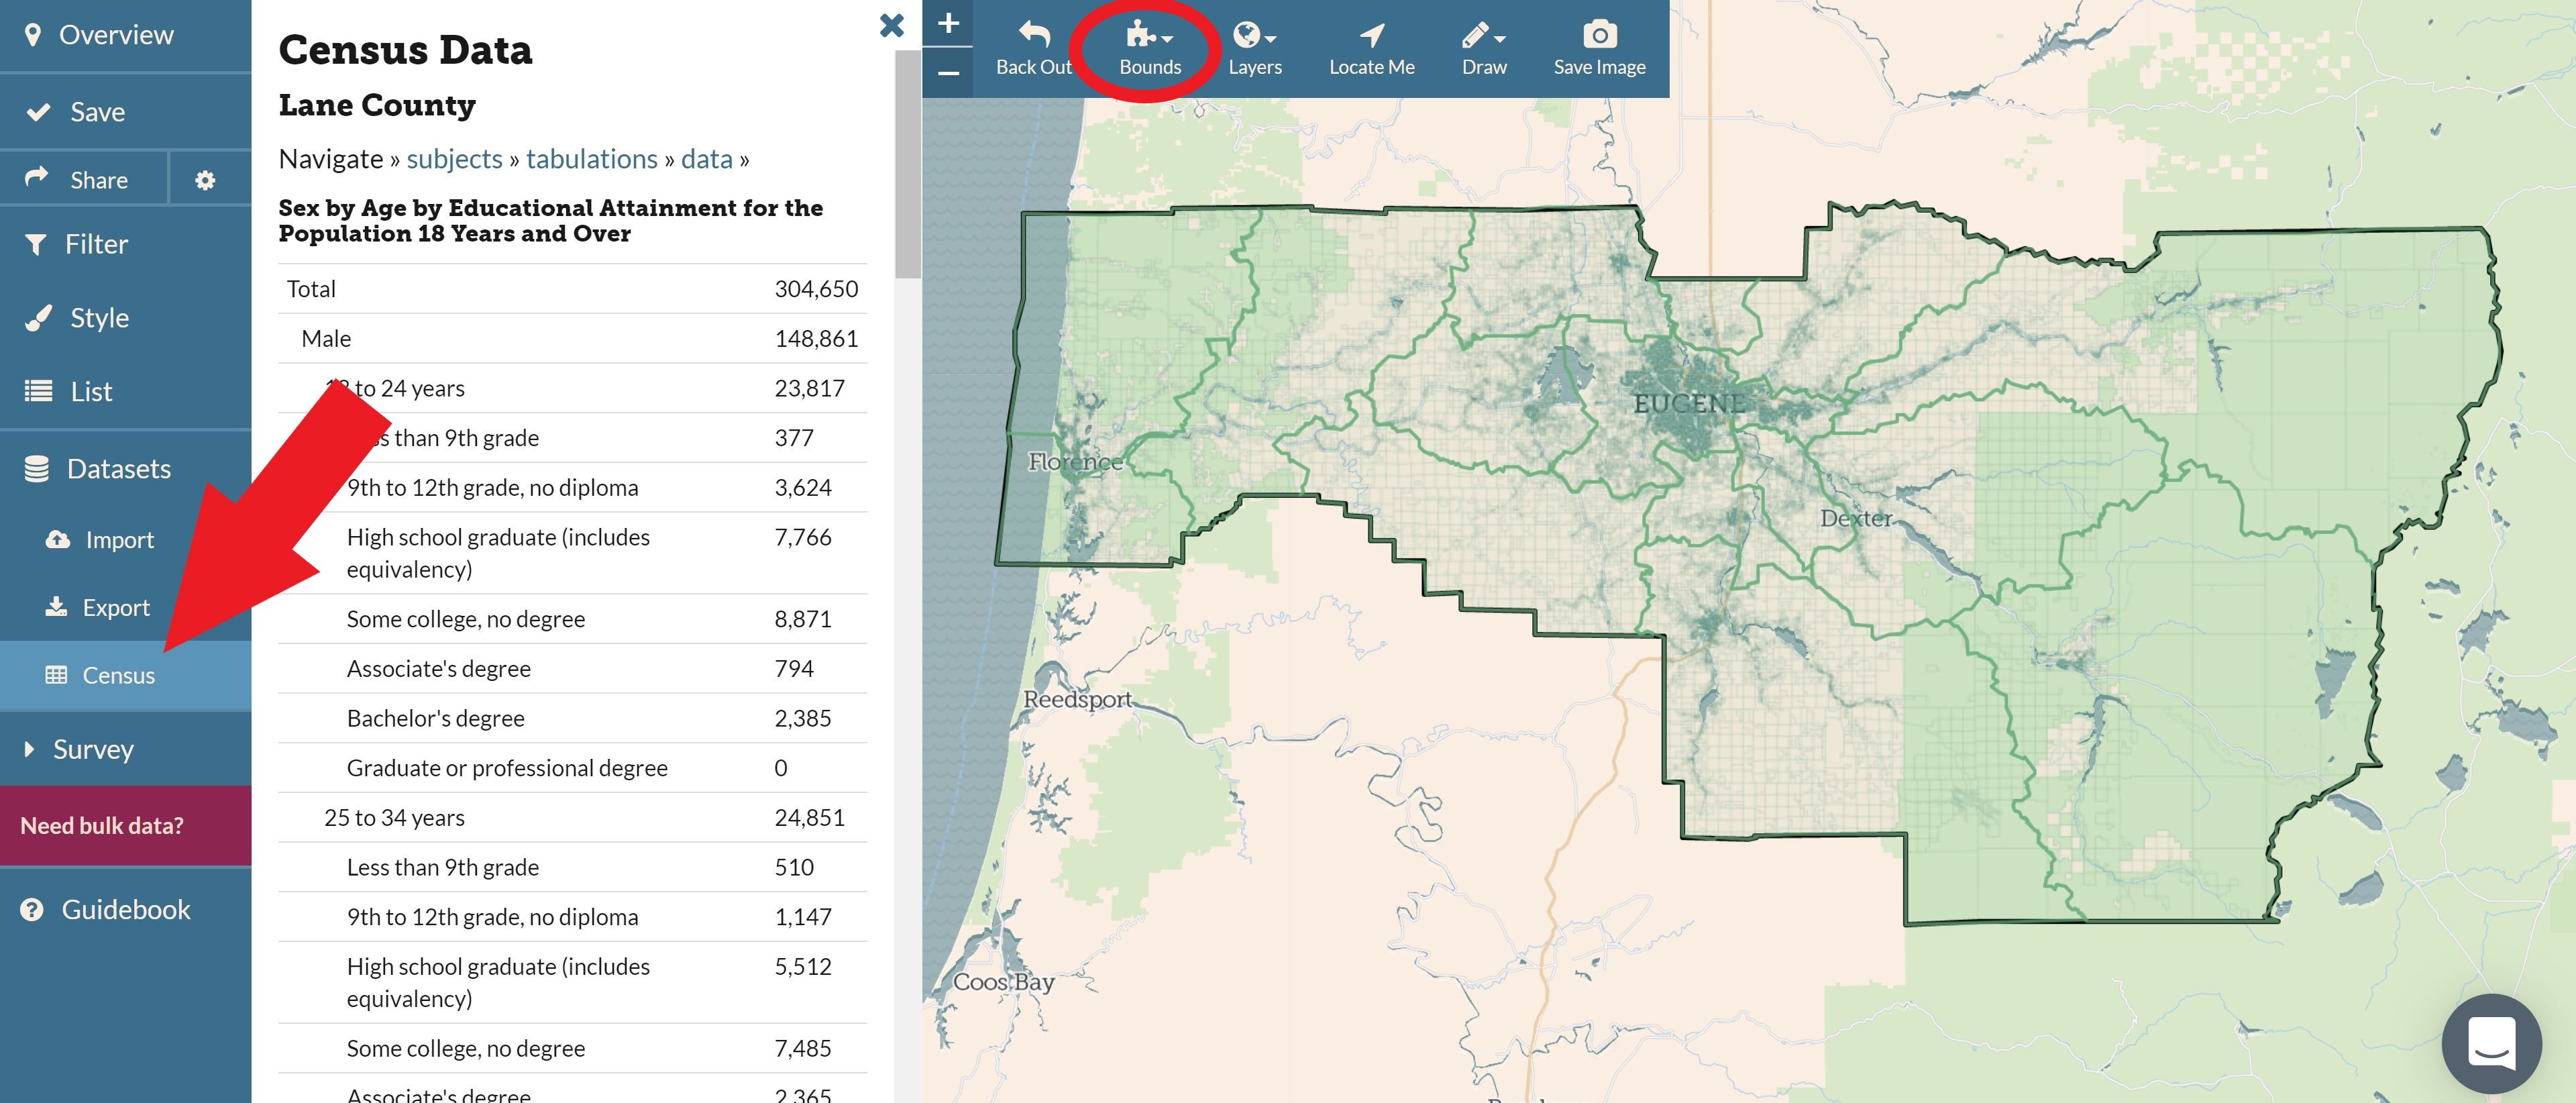 Overview
Save
Share
Filter
Style
List
Datasets
Import
Export
Census
Survey
Need bulk data?
Guidebook
Census Data
Lane County
Navigate » subjects » tabulations » data »
Sex by Age by Educational Attainment for the
Population 18 Years and Over
Total 304,650
Male 148,861
to 24 years 23,817
than 9th grade 377
9th to 12th grade, no diploma 3,624
High school graduate (includes 7,766
equivalency)
Some college, no degree 8,871
Associate's degree 794
Bachelor's degree 2,385
Graduate or professional degree 0
25 to 34 years 24,851
Less than 9th grade 510
9th to 12th grade, no diploma 1,147
High school graduate (includes 5,512
equivalency)
Some college, no degree 7,485
Associate's degree 2,365
+
−
Back Out
Bounds
Layers
Locate Me
Draw
Save Image
EUGENE
Florence
Dexter
Reedsport
Coos Bay